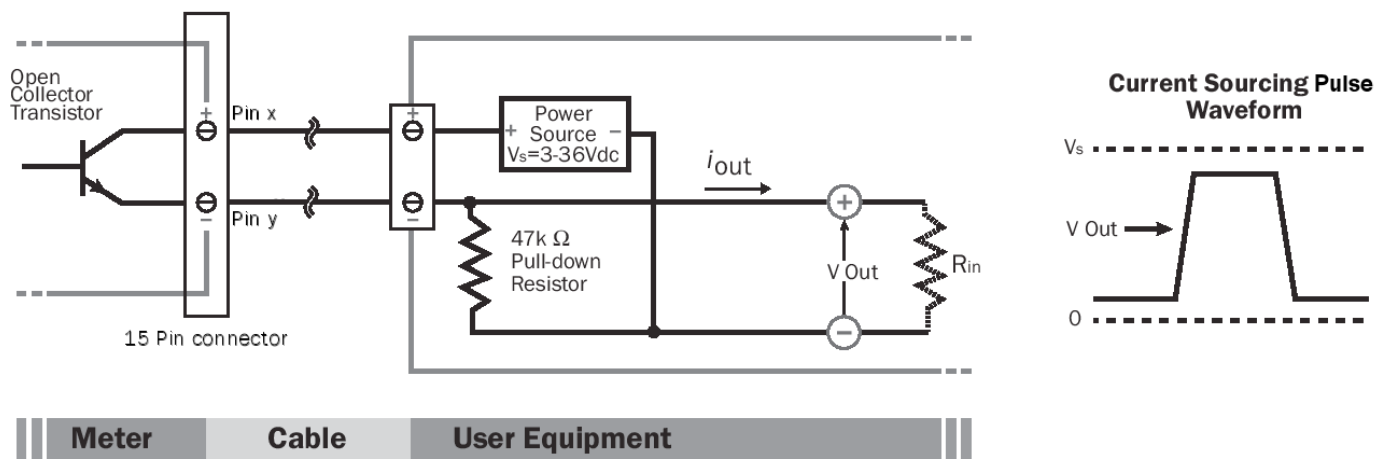 Open
Collector
Transistor
+
Pin x
−
Pin y
15 Pin connector
+
−
Power
+ Source −
Vs=3-36Vdc
iout
47k Ω
Pull-down
Resistor
+
V Out
−
Rin
Current Sourcing Pulse
Waveform
Vs
V Out
0
Meter
Cable
User Equipment